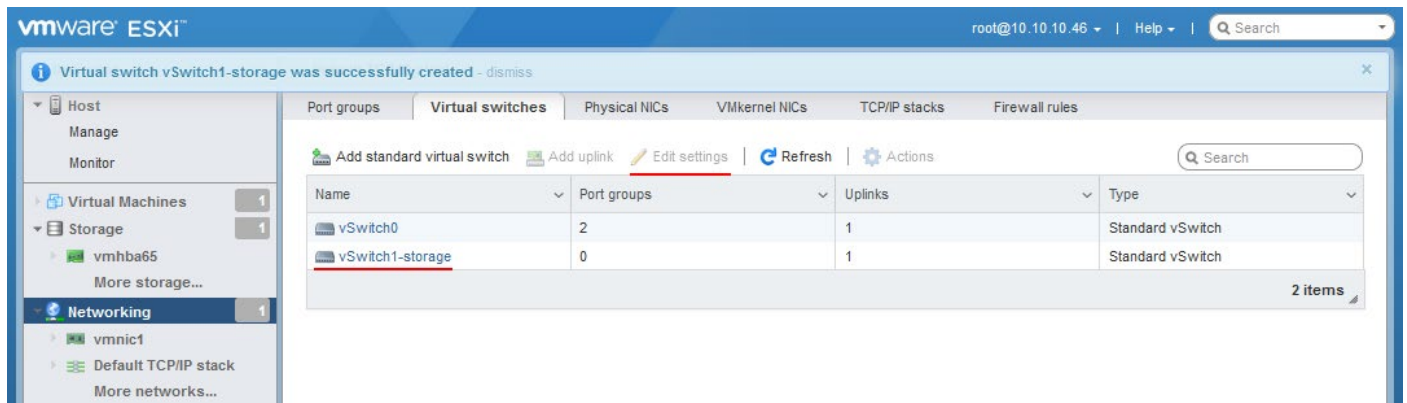 vmware ESXi™
root@10.10.10.46 | Help | Search
Virtual switch vSwitch1-storage was successfully created - dismiss
Host
Manage
Monitor
Virtual Machines 1
Storage 1
vmhba65
More storage...
Networking 1
vmnic1
Default TCP/IP stack
More networks...
Port groups Virtual switches Physical NICs VMkernel NICs TCP/IP stacks Firewall rules
Add standard virtual switch Add uplink Edit settings | Refresh | Actions Search
Name Port groups Uplinks Type
vSwitch0 2 1 Standard vSwitch
vSwitch1-storage 0 1 Standard vSwitch
2 items